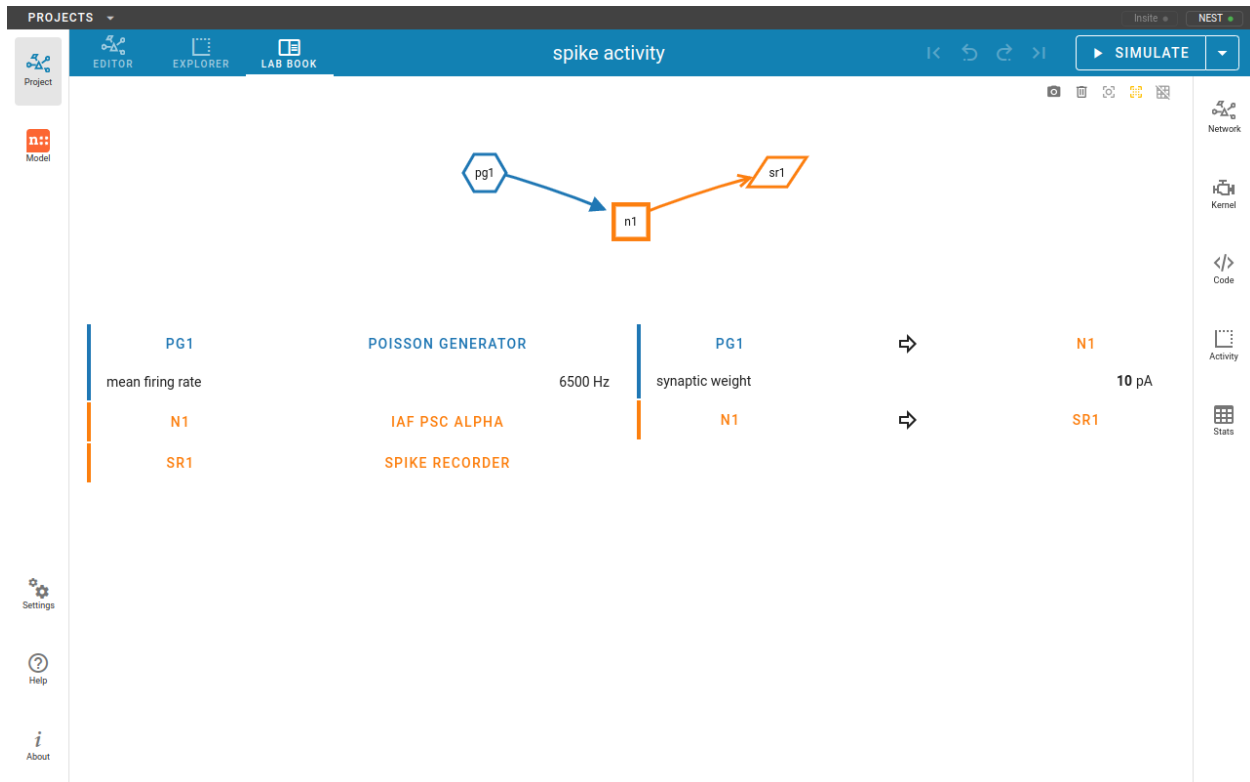 PROJECTS
Insite
NEST
Project
EDITOR
EXPLORER
LAB BOOK
spike activity
SIMULATE
n::
Model
pg1
sr1
n1
Network
Kernel
</>
Code
Activity
Stats
PG1 POISSON GENERATOR
mean firing rate 6500 Hz
N1 IAF PSC ALPHA
SR1 SPIKE RECORDER
PG1 N1
synaptic weight 10 pA
N1 SR1
Settings
?
Help
i
About